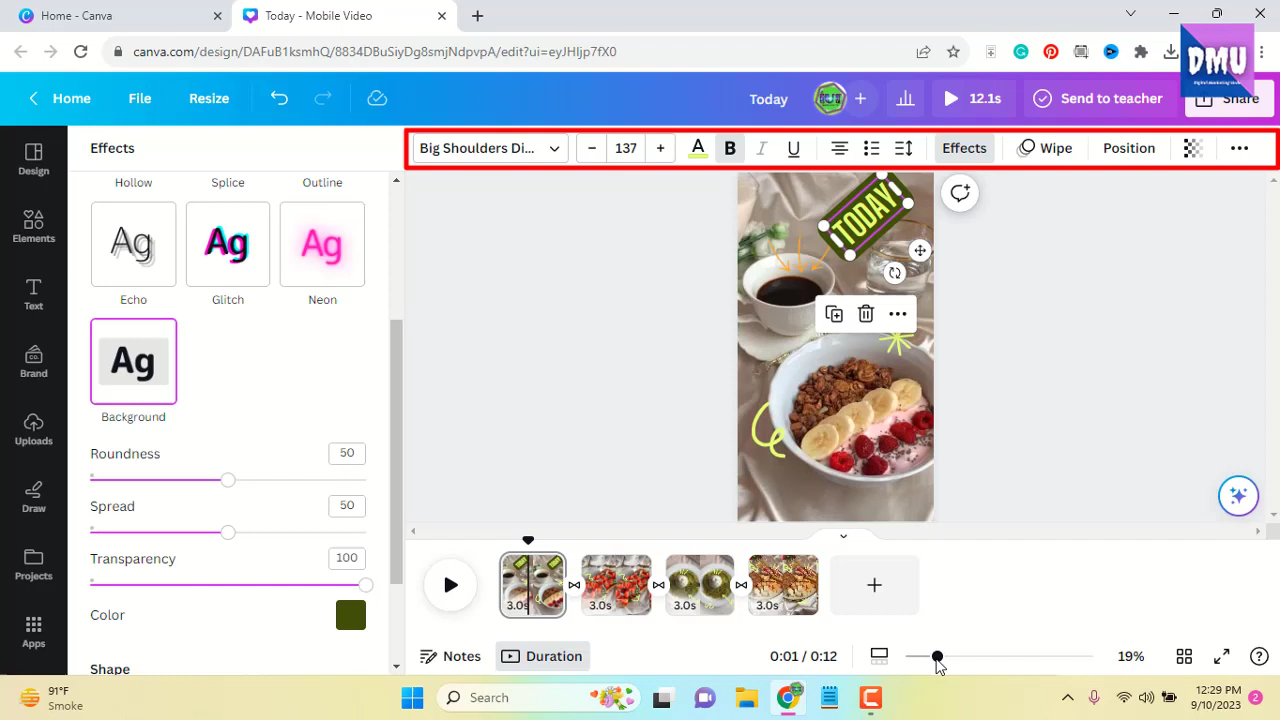 Home - Canva
Today - Mobile Video
canva.com/design/DAFuB1ksmhQ/8834DBuSiyDg8smjNdpvpA/edit?ui=eyJHIjp7fX0
DMU
Home
File
Resize
Today
12.1s
Send to teacher
Share
Effects
Big Shoulders Di...
137
A
B
I
U
Effects
Wipe
Position
Design
Elements
Text
Brand
Uploads
Draw
Projects
Apps
Hollow
Splice
Outline
Ag
Ag
Ag
Echo
Glitch
Neon
Ag
Background
Roundness
50
Spread
50
Transparency
100
Color
Shape
TODAY
3.0s
3.0s
3.0s
3.0s
Notes
Duration
0:01 / 0:12
19%
91°F
Smoke
Search
12:29 PM
9/10/2023
2